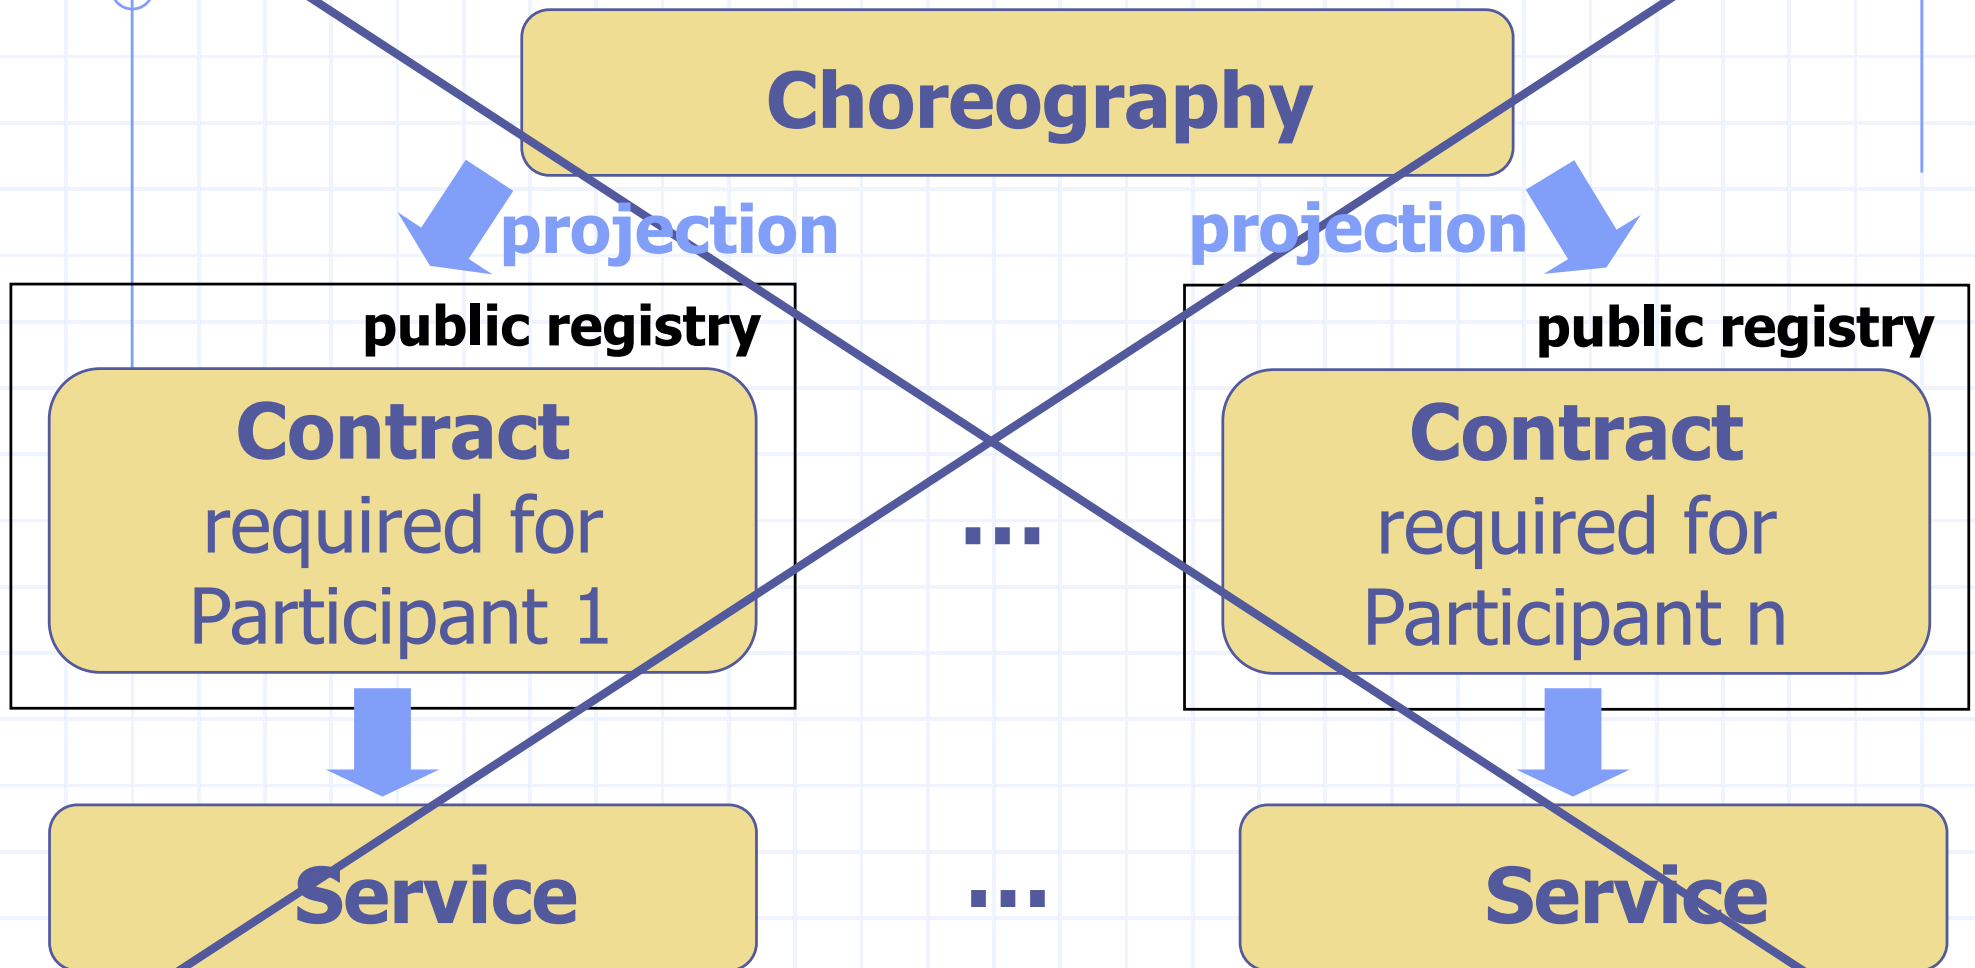 Choreography
projection
projection
public registry
public registry
Contract
required for
Participant 1
...
Contract
required for
Participant n
Service
...
Service